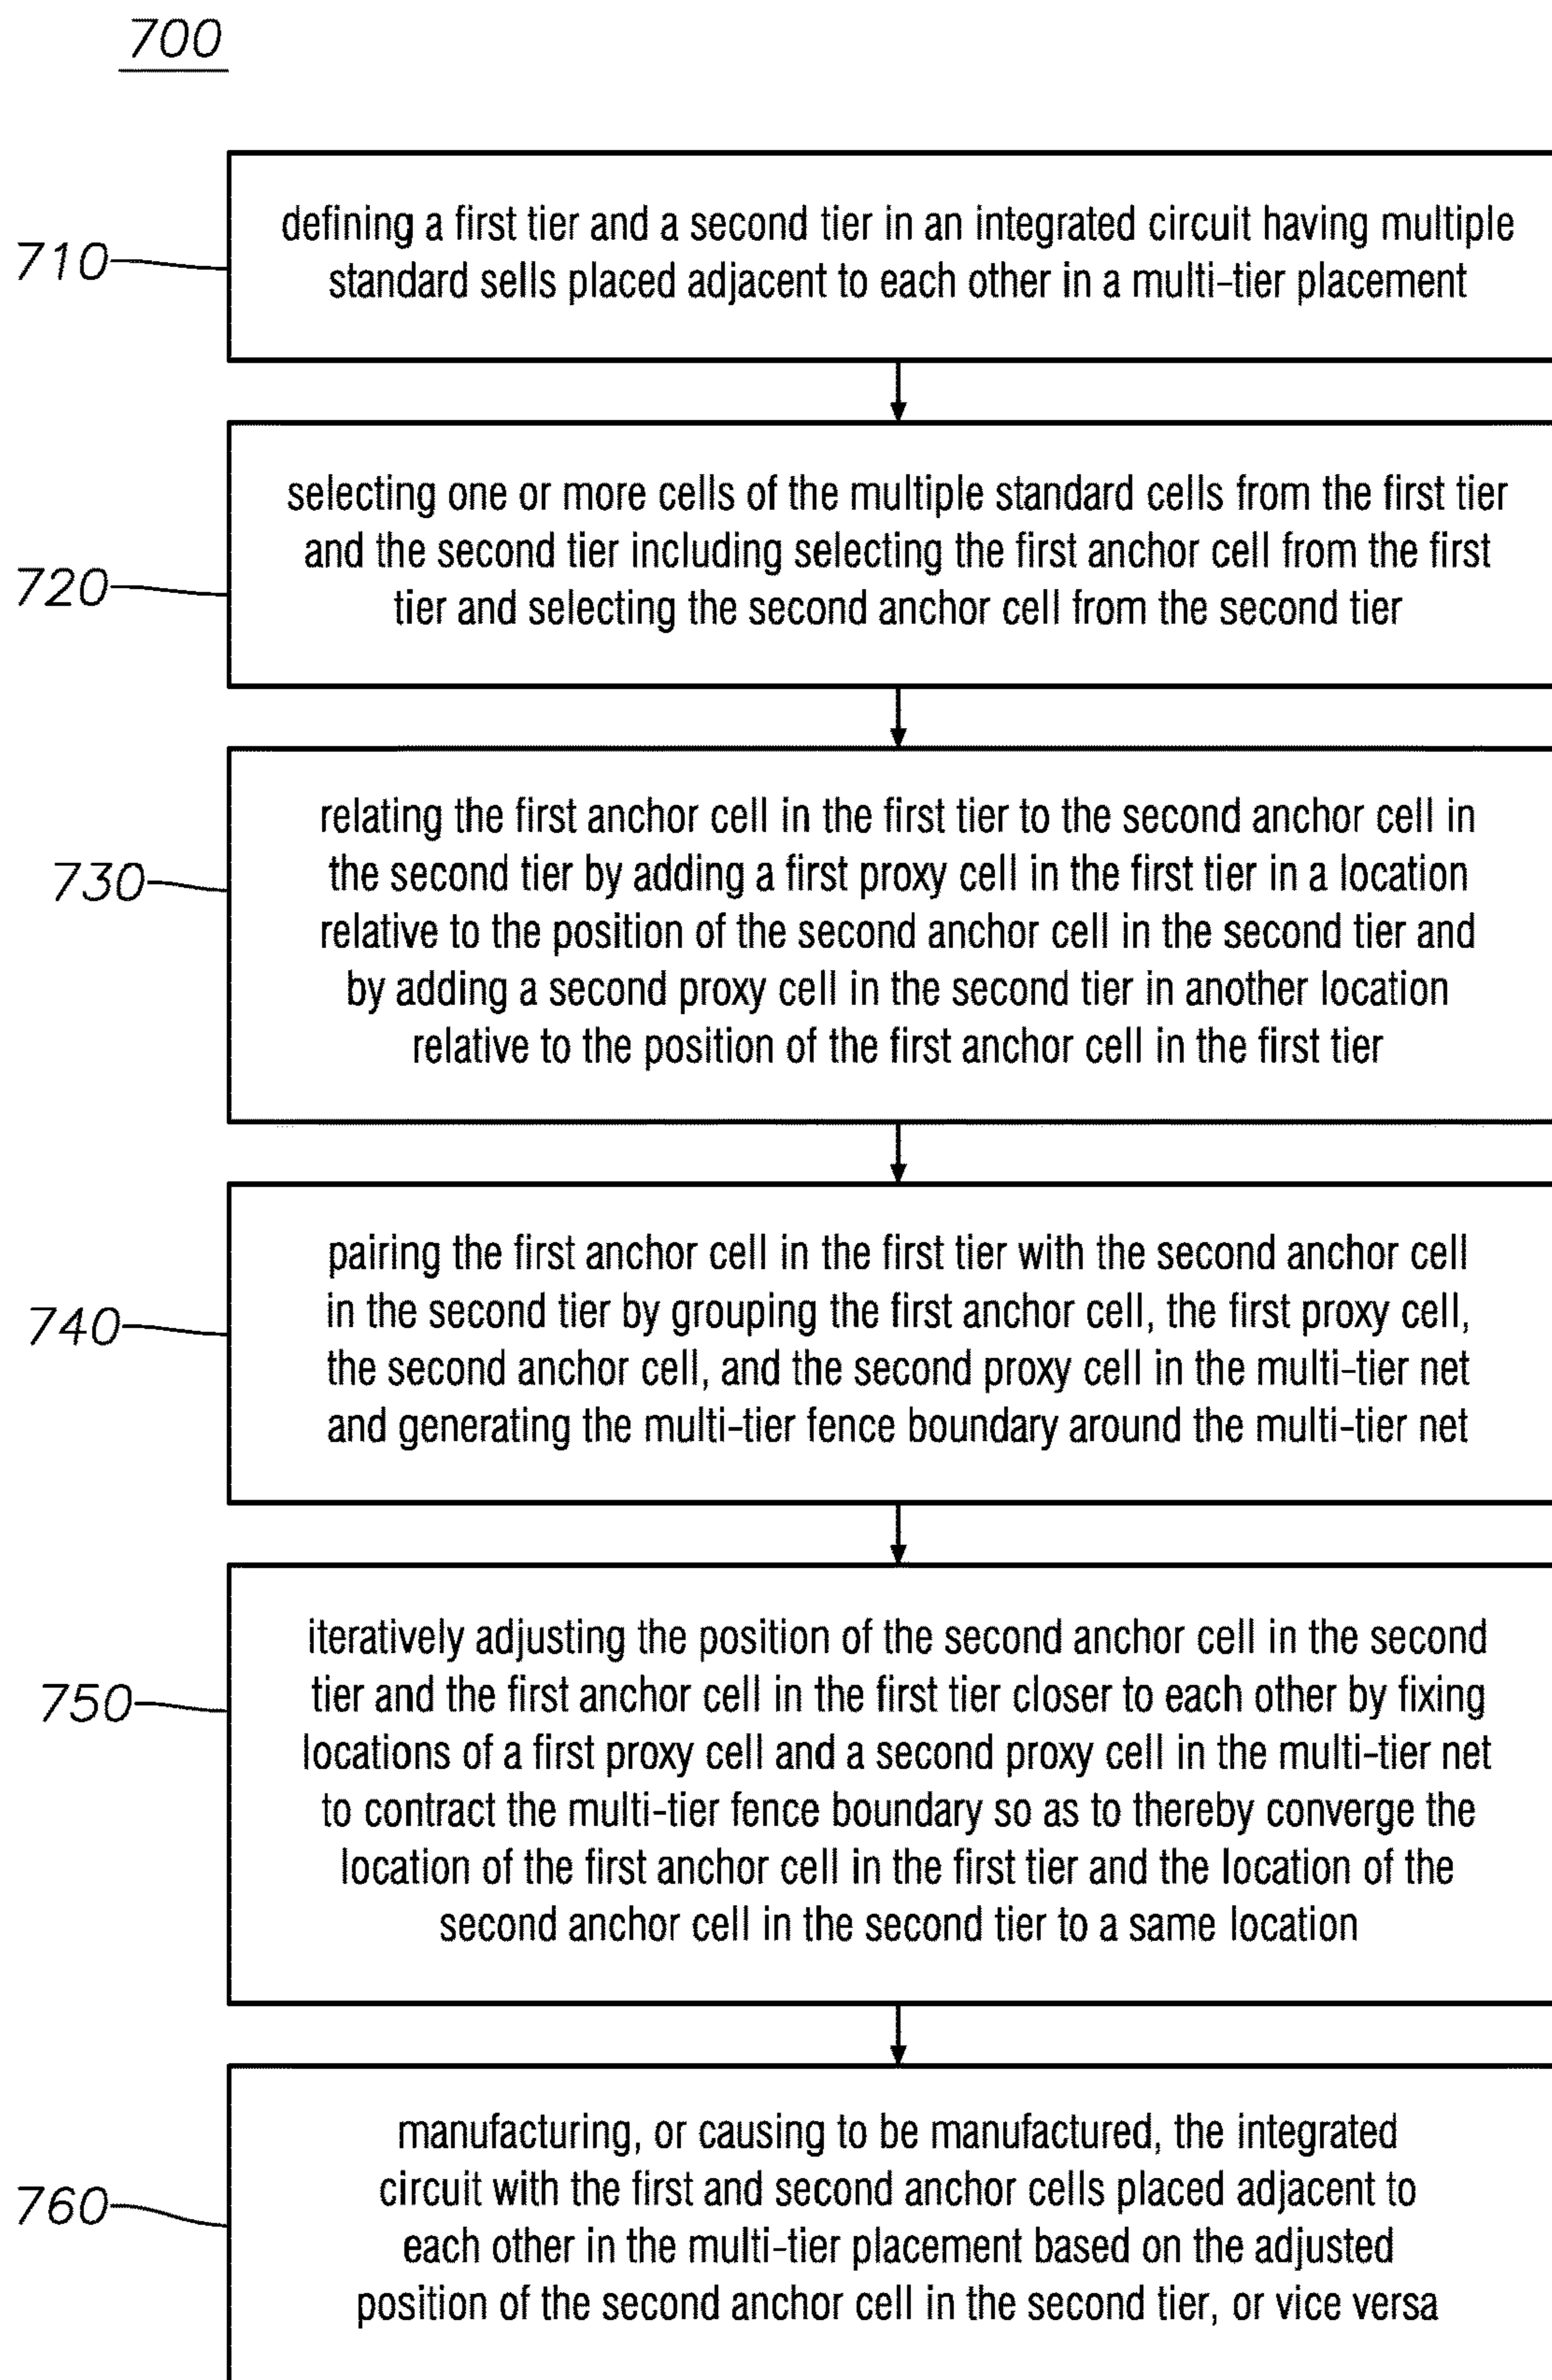 700
710
defining a first tier and a second tier in an integrated circuit having multiple
standard sells placed adjacent to each other in a multi-tier placement
720
selecting one or more cells of the multiple standard cells from the first tier
and the second tier including selecting the first anchor cell from the first
tier and selecting the second anchor cell from the second tier
730
relating the first anchor cell in the first tier to the second anchor cell in
the second tier by adding a first proxy cell in the first tier in a location
relative to the position of the second anchor cell in the second tier and
by adding a second proxy cell in the second tier in another location
relative to the position of the first anchor cell in the first tier
740
pairing the first anchor cell in the first tier with the second anchor cell
in the second tier by grouping the first anchor cell, the first proxy cell,
the second anchor cell, and the second proxy cell in the multi-tier net
and generating the multi-tier fence boundary around the multi-tier net
750
iteratively adjusting the position of the second anchor cell in the second
tier and the first anchor cell in the first tier closer to each other by fixing
locations of a first proxy cell and a second proxy cell in the multi-tier net
to contract the multi-tier fence boundary so as to thereby converge the
location of the first anchor cell in the first tier and the location of the
second anchor cell in the second tier to a same location
760
manufacturing, or causing to be manufactured, the integrated
circuit with the first and second anchor cells placed adjacent to
each other in the multi-tier placement based on the adjusted
position of the second anchor cell in the second tier, or vice versa